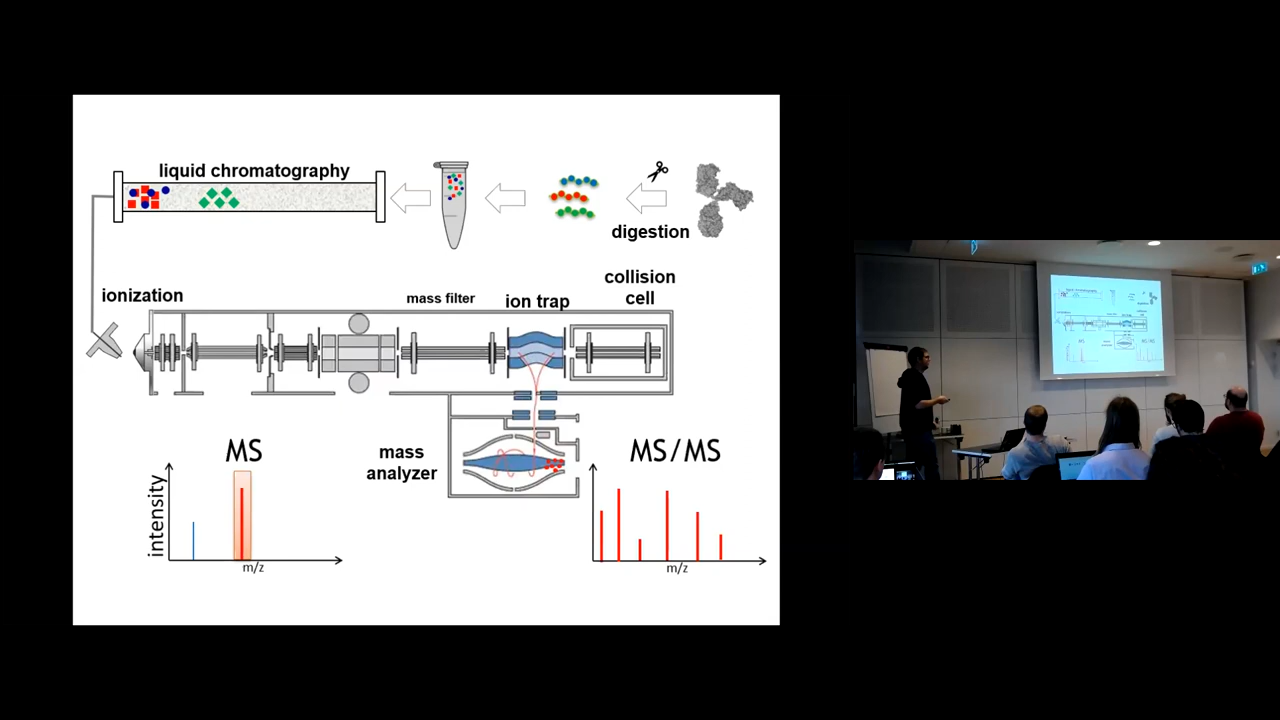 liquid chromatography
digestion
collision
cell
ionization
mass filter
ion trap
mass
analyzer
MS
intensity
m/z
MS/MS
m/z